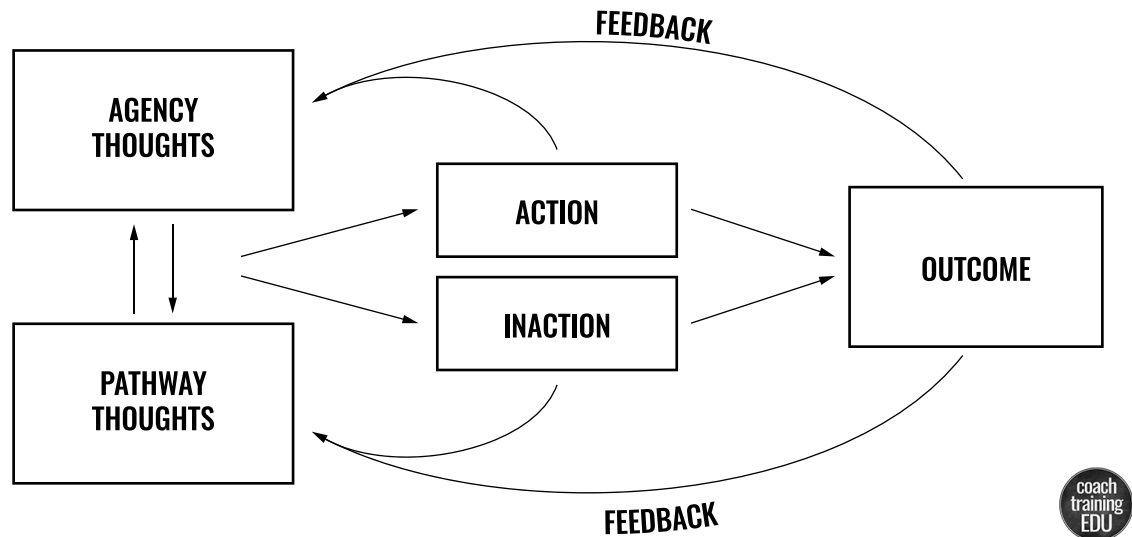 FEEDBACK
AGENCY
THOUGHTS
ACTION
OUTCOME
INACTION
PATHWAY
THOUGHTS
FEEDBACK
coach
training
EDU